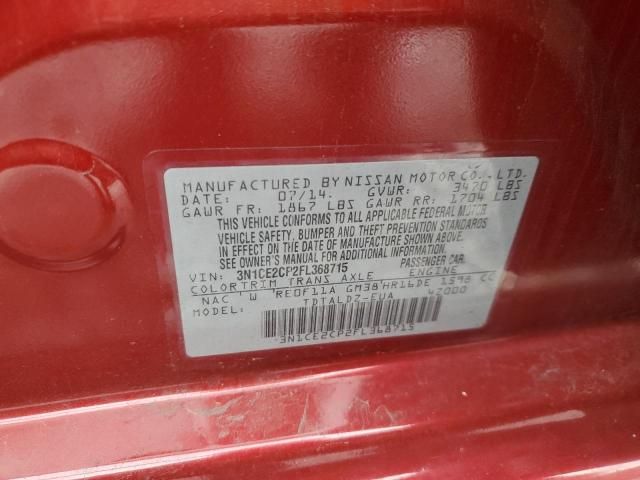 MANUFACTURED BY NISSAN MOTOR CO., LTD.
DATE: 07/14. GVWR: 3470 LBS
GAWR FR: 1867 LBS GAWR RR: 1704 LBS
THIS VEHICLE CONFORMS TO ALL APPLICABLE FEDERAL MOTOR
VEHICLE SAFETY, BUMPER AND THEFT PREVENTION STANDARDS
IN EFFECT ON THE DATE OF MANUFACTURE SHOWN ABOVE.
SEE OWNER'S MANUAL FOR ADDITIONAL INFORMATION.
VIN: 3N1CE2CP2FL368715 PASSENGER CAR.
COLOR TRIM TRANS AXLE ENGINE
NAC W RE0F11A GM38 HR16DE 1598 CC
TDTALDZ-EUA 42000
3N1CE2CP2FL368715